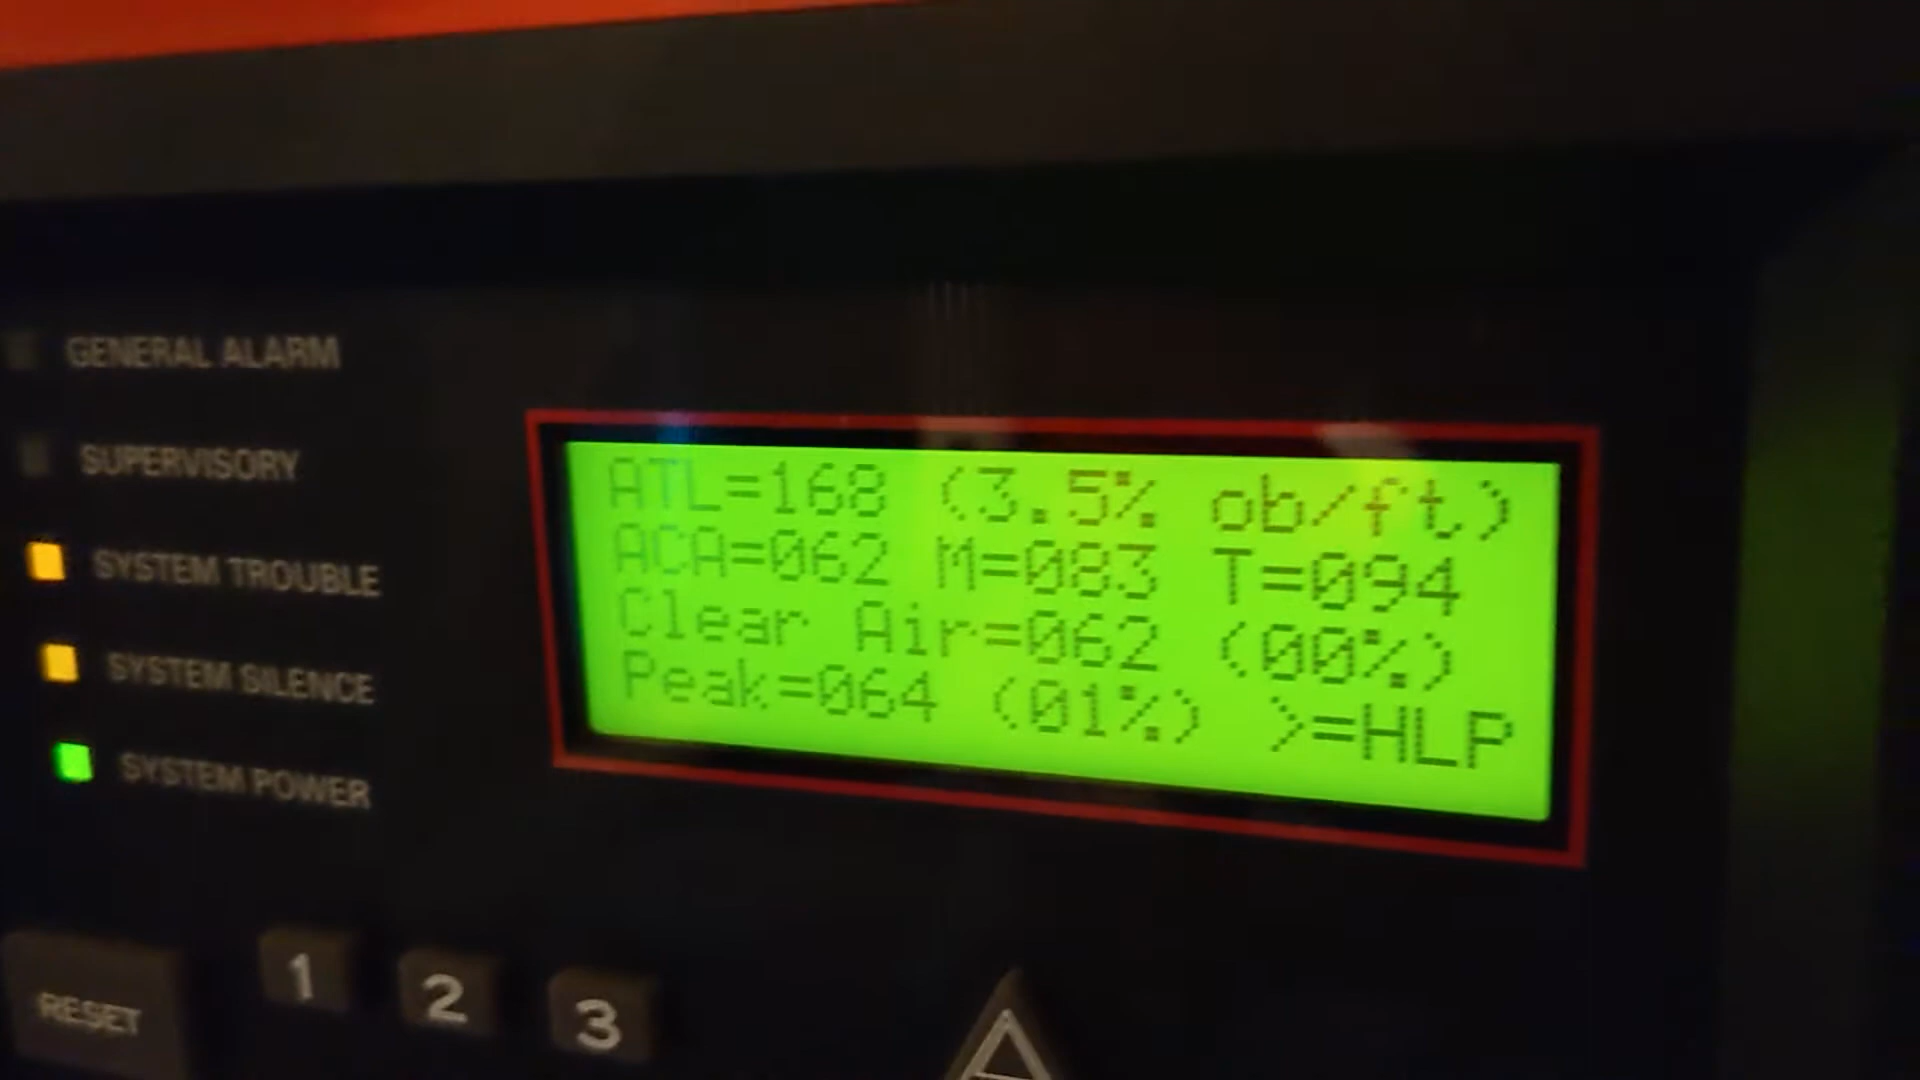 GENERAL ALARM
SUPERVISORY
SYSTEM TROUBLE
SYSTEM SILENCE
SYSTEM POWER
ATL=168 (3.5% ob/ft)
ACA=062 M=083 T=094
Clear Air=062 (00%)
Peak=064 (01%) >=HLP
RESET
1 2 3